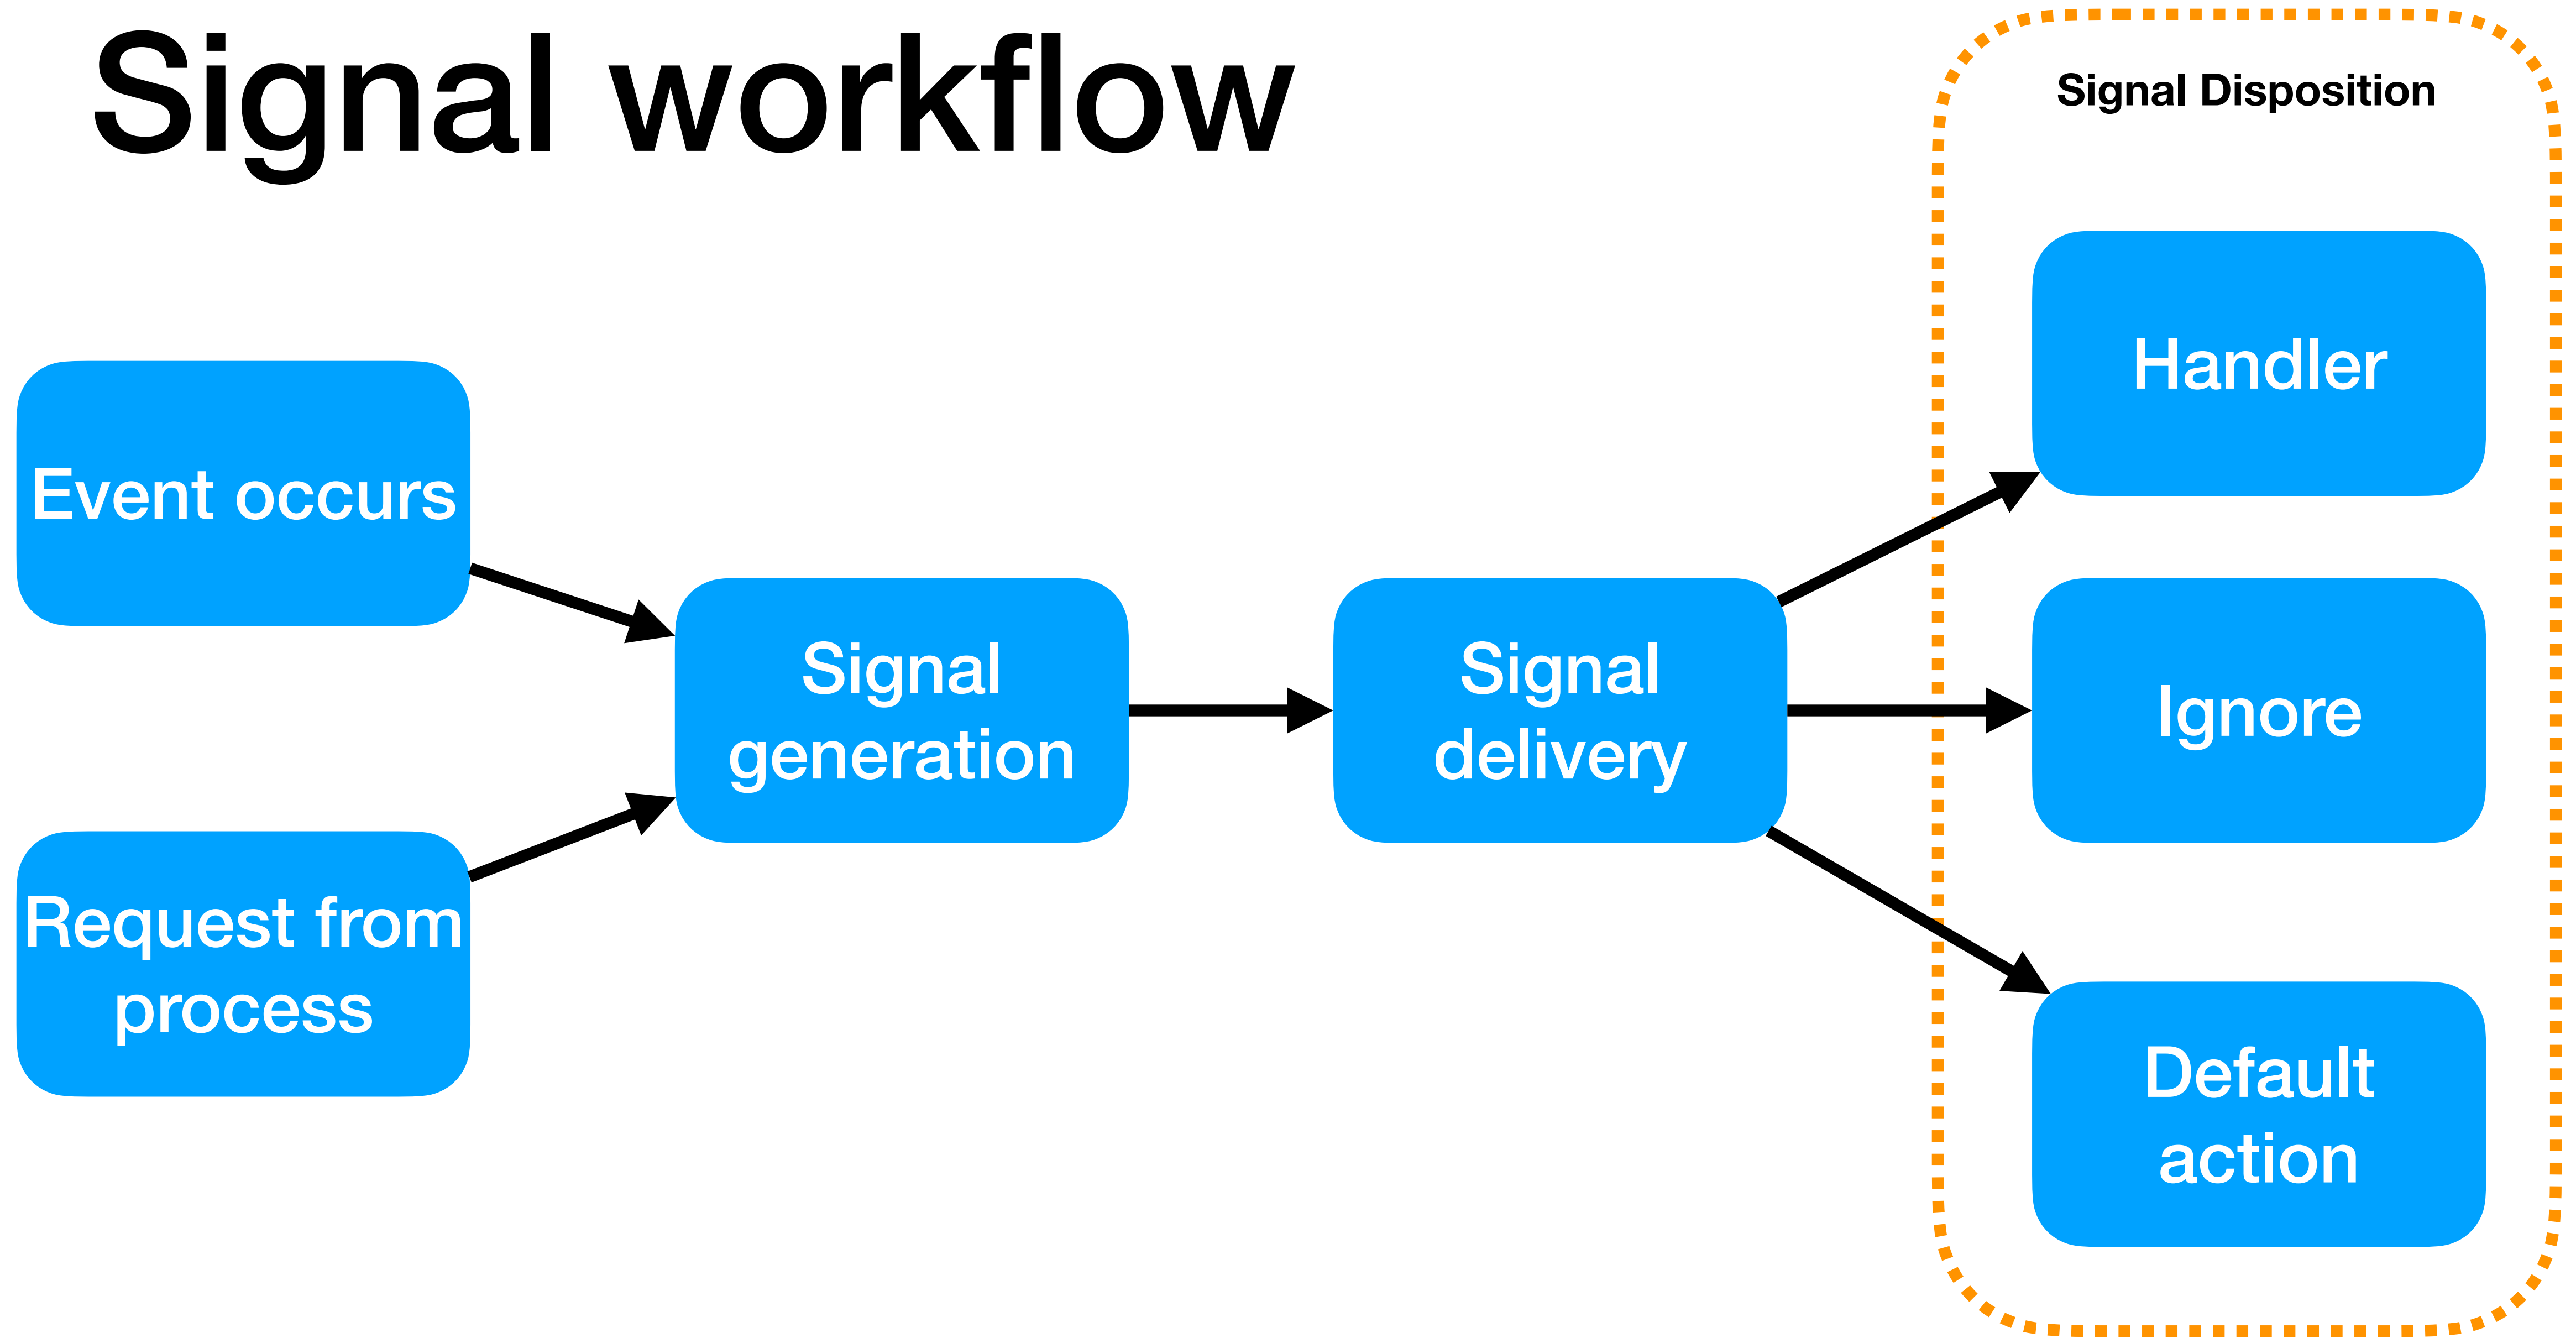 Signal workflow
Signal Disposition
Event occurs
Request from
process
Signal
generation
Signal
delivery
Handler
Ignore
Default
action